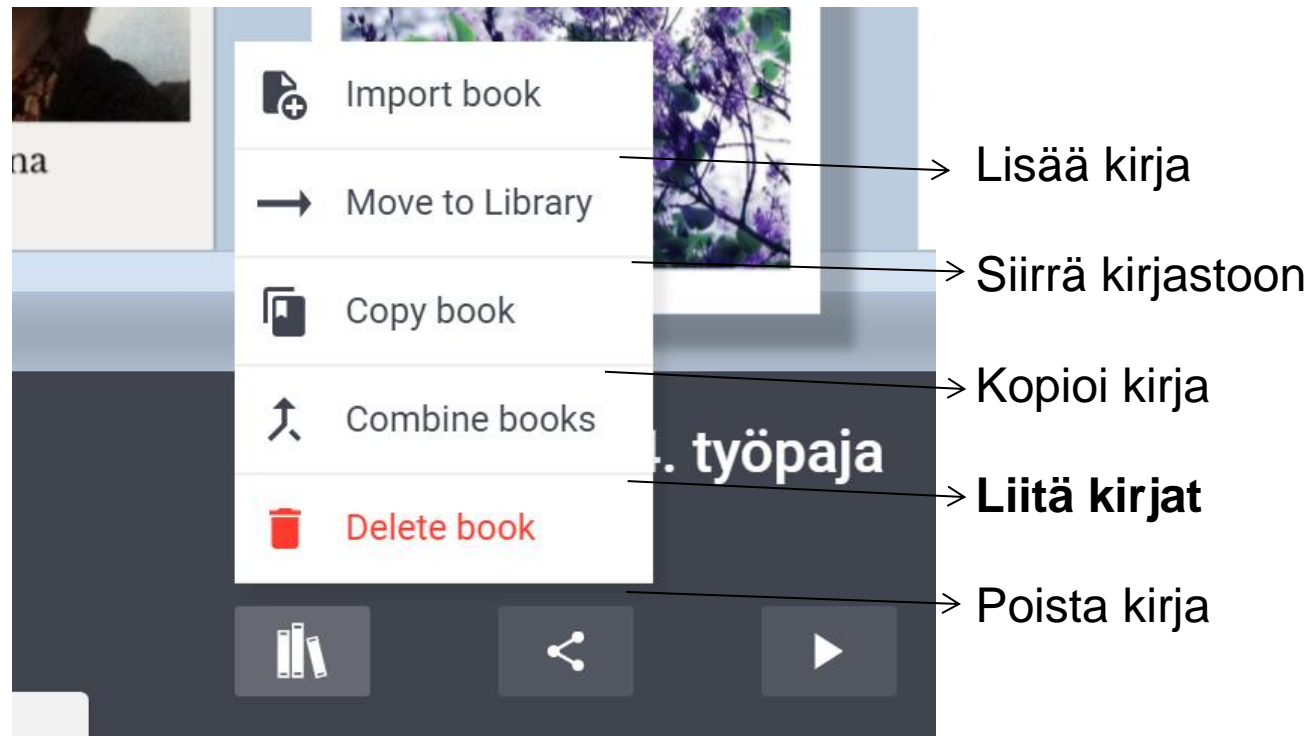 Import book
na
Lisää kirja
Move to Library
Siirrä kirjastoon
Copy book
Kopioi kirja
Combine books
. työpaja
Liitä kirjat
Delete book
Poista kirja